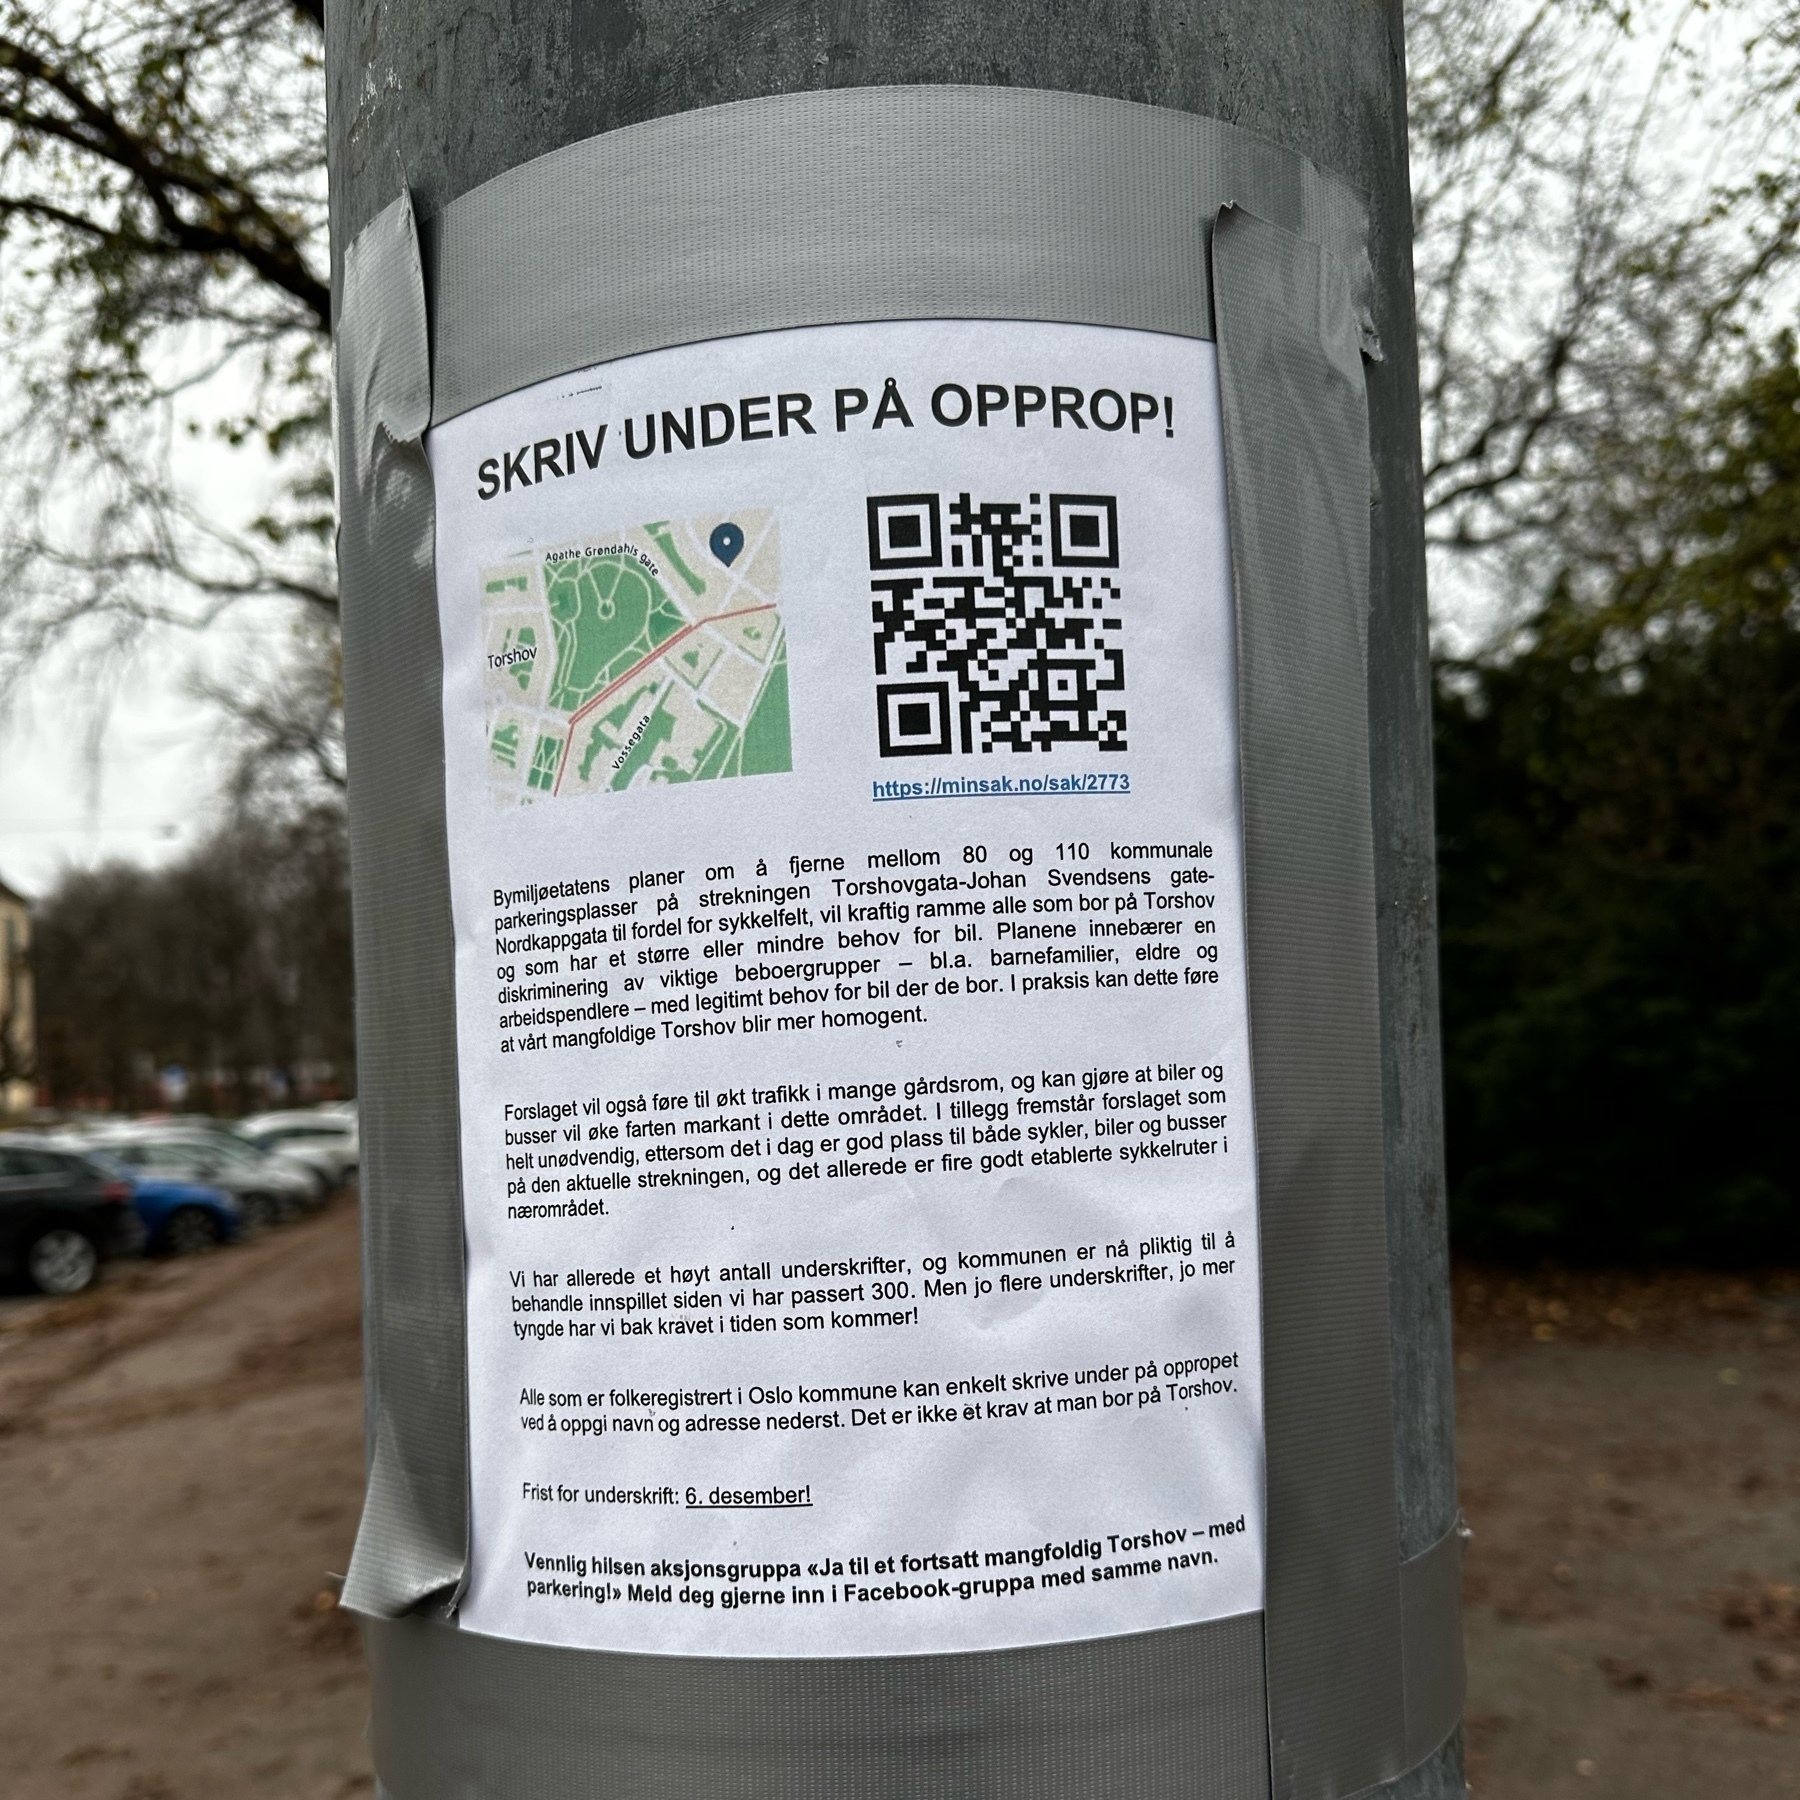 SKRIV UNDER PÅ OPPROP!
Agathe Grøndahls gate
Torshov
Vossegata
https://minsak.no/sak/2773
Bymiljøetatens planer om å fjerne mellom 80 og 110 kommunale
parkeringsplasser på strekningen Torshovgata-Johan Svendsens gate-
Nordkappgata til fordel for sykkelfelt, vil kraftig ramme alle som bor på Torshov
og som har et større eller mindre behov for bil. Planene innebærer en
diskriminering av viktige beboergrupper – bl.a. barnefamilier, eldre og
arbeidspendlere – med legitimt behov for bil der de bor. I praksis kan dette føre
at vårt mangfoldige Torshov blir mer homogent.
Forslaget vil også føre til økt trafikk i mange gårdsrom, og kan gjøre at biler og
busser vil øke farten markant i dette området. I tillegg fremstår forslaget som
helt unødvendig, ettersom det i dag er god plass til både sykler, biler og busser
på den aktuelle strekningen, og det allerede er fire godt etablerte sykkelruter i
nærområdet.
Vi har allerede et høyt antall underskrifter, og kommunen er nå pliktig til å
behandle innspillet siden vi har passert 300. Men jo flere underskrifter, jo mer
tyngde har vi bak kravet i tiden som kommer!
Alle som er folkeregistrert i Oslo kommune kan enkelt skrive under på oppropet
ved å oppgi navn og adresse nederst. Det er ikke et krav at man bor på Torshov.
Frist for underskrift: 6. desember!
Vennlig hilsen aksjonsgruppa «Ja til et fortsatt mangfoldig Torshov – med
parkering!» Meld deg gjerne inn i Facebook-gruppa med samme navn.